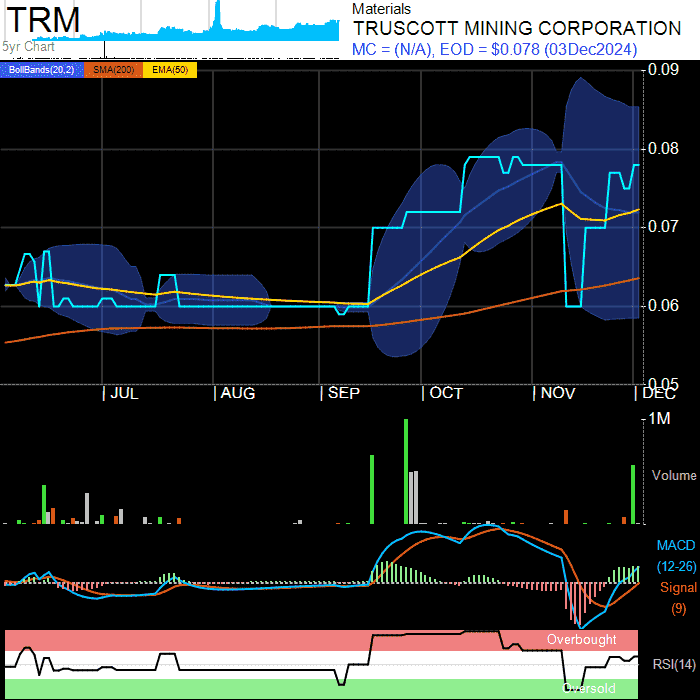 TRM
5yr Chart
Materials
TRUSCOTT MINING CORPORATION
MC = (N/A), EOD = $0.078 (03Dec2024)
BollBands(20,2) SMA(200) EMA(50)
0.09
0.08
0.07
0.06
0.05
JUL AUG SEP OCT NOV DEC
1M
Volume
MACD
(12-26)
Signal
(9)
Overbought
RSI(14)
Oversold